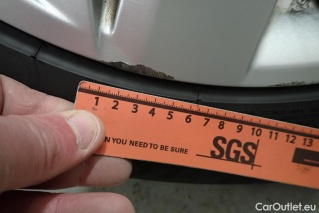 1 2 3 4 5 6 7 8 9 10 11 12 13
N YOU NEED TO BE SURE
SGS
CarOutlet.eu